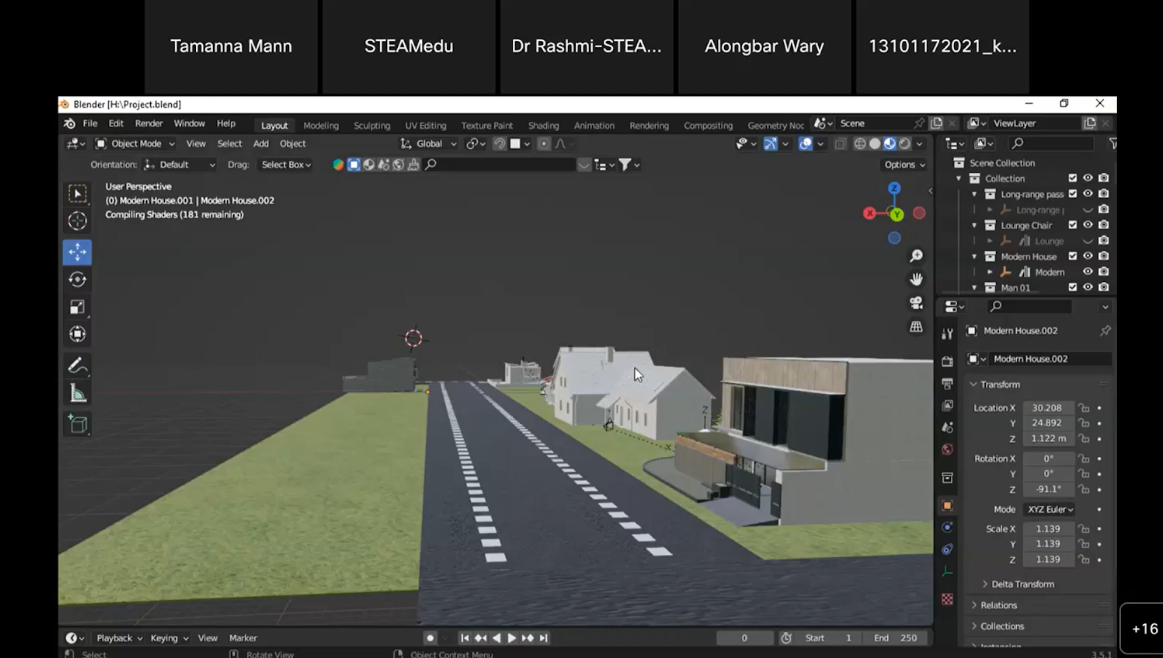 Tamanna Mann STEAMedu Dr Rashmi-STEA... Alongbar Wary 13101172021_k...
Blender [H:\Project.blend]
File Edit Render Window Help Layout Modeling Sculpting UV Editing Texture Paint Shading Animation Rendering Compositing Geometry Noc Scene ViewLayer
Object Mode View Select Add Object Global
Orientation: Default Drag: Select Box Options
User Perspective
(0) Modern House.001 | Modern House.002
Compiling Shaders (181 remaining)
Z
X
Y
Z
X
Scene Collection
Collection
Long-range pass
Long-range p
Lounge Chair
Lounge
Modern House
Modern
Man 01
Modern House.002
Modern House.002
Transform
Location X 30.208
Y 24.892
Z 1.122 m
Rotation X 0°
Y 0°
Z -91.1°
Mode XYZ Euler
Scale X 1.139
Y 1.139
Z 1.139
Delta Transform
Relations
Collections
Playback Keying View Marker 0 Start 1 End 250
Select Rotate View Object Context Menu 3.5.1
+16